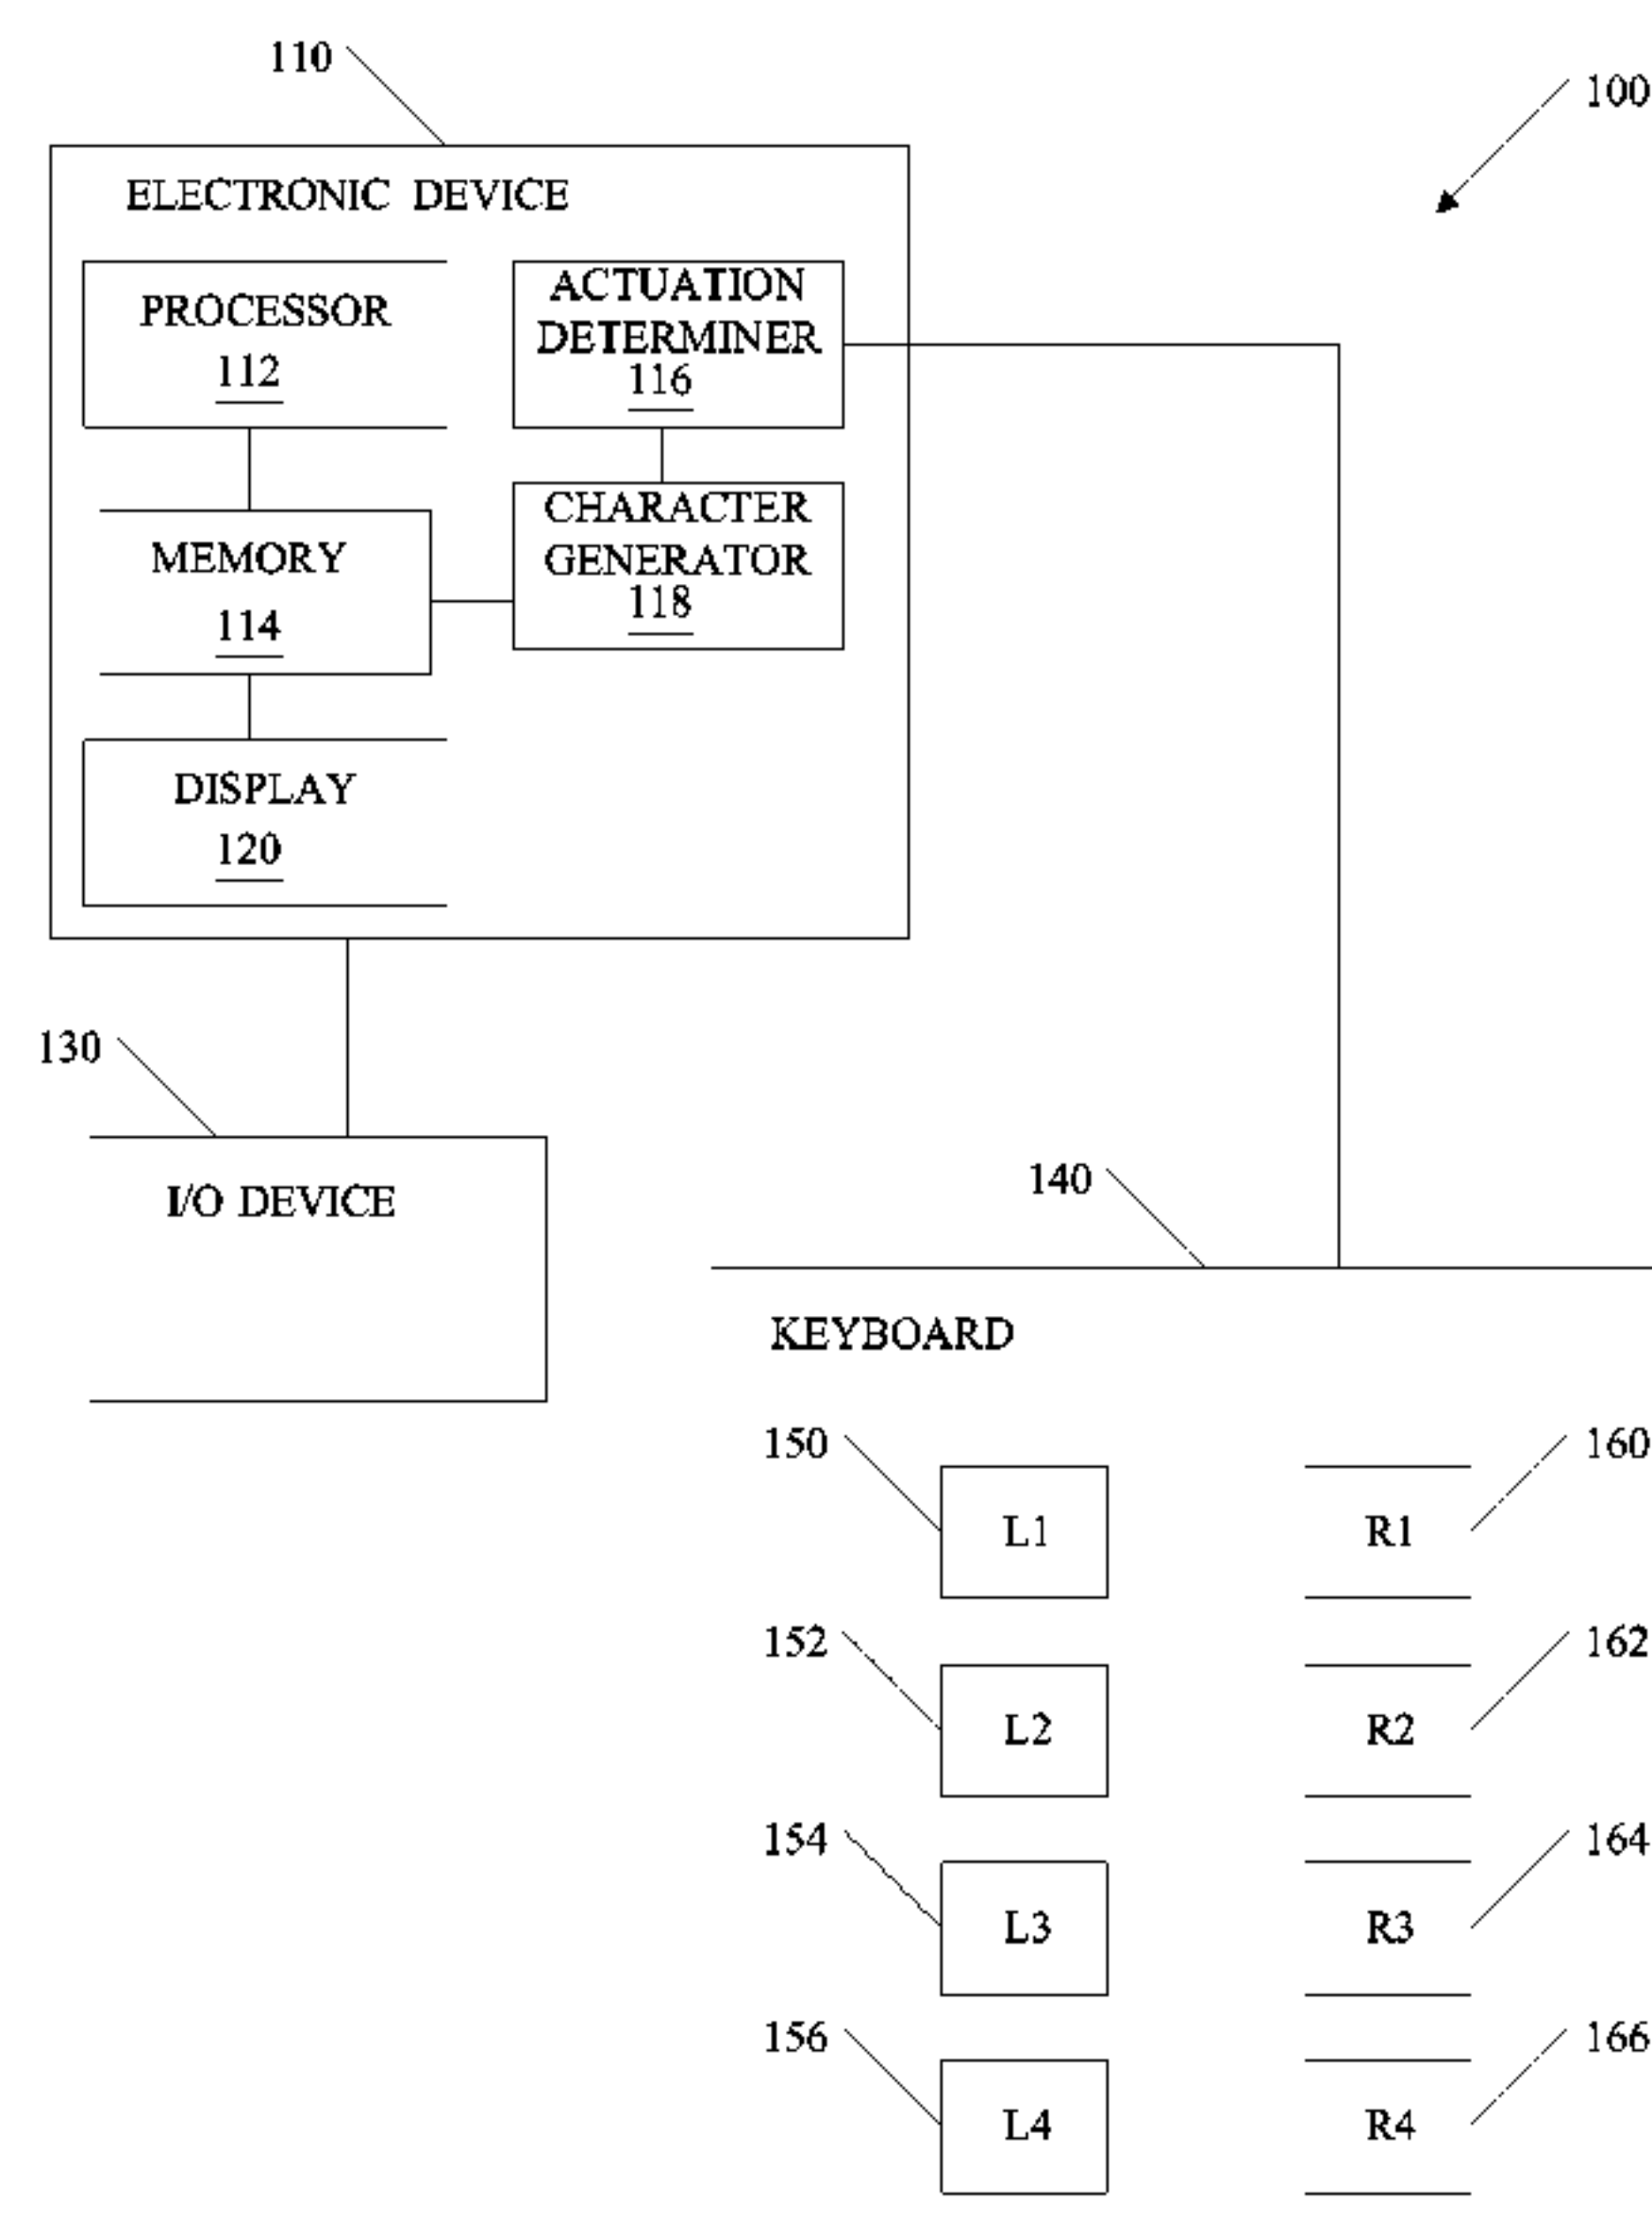 110
100
ELECTRONIC DEVICE
PROCESSOR
112
ACTUATION
DETERMINER
116
MEMORY
114
CHARACTER
GENERATOR
118
DISPLAY
120
130
I/O DEVICE
140
KEYBOARD
150
L1
R1
160
152
L2
R2
162
154
L3
R3
164
156
L4
R4
166